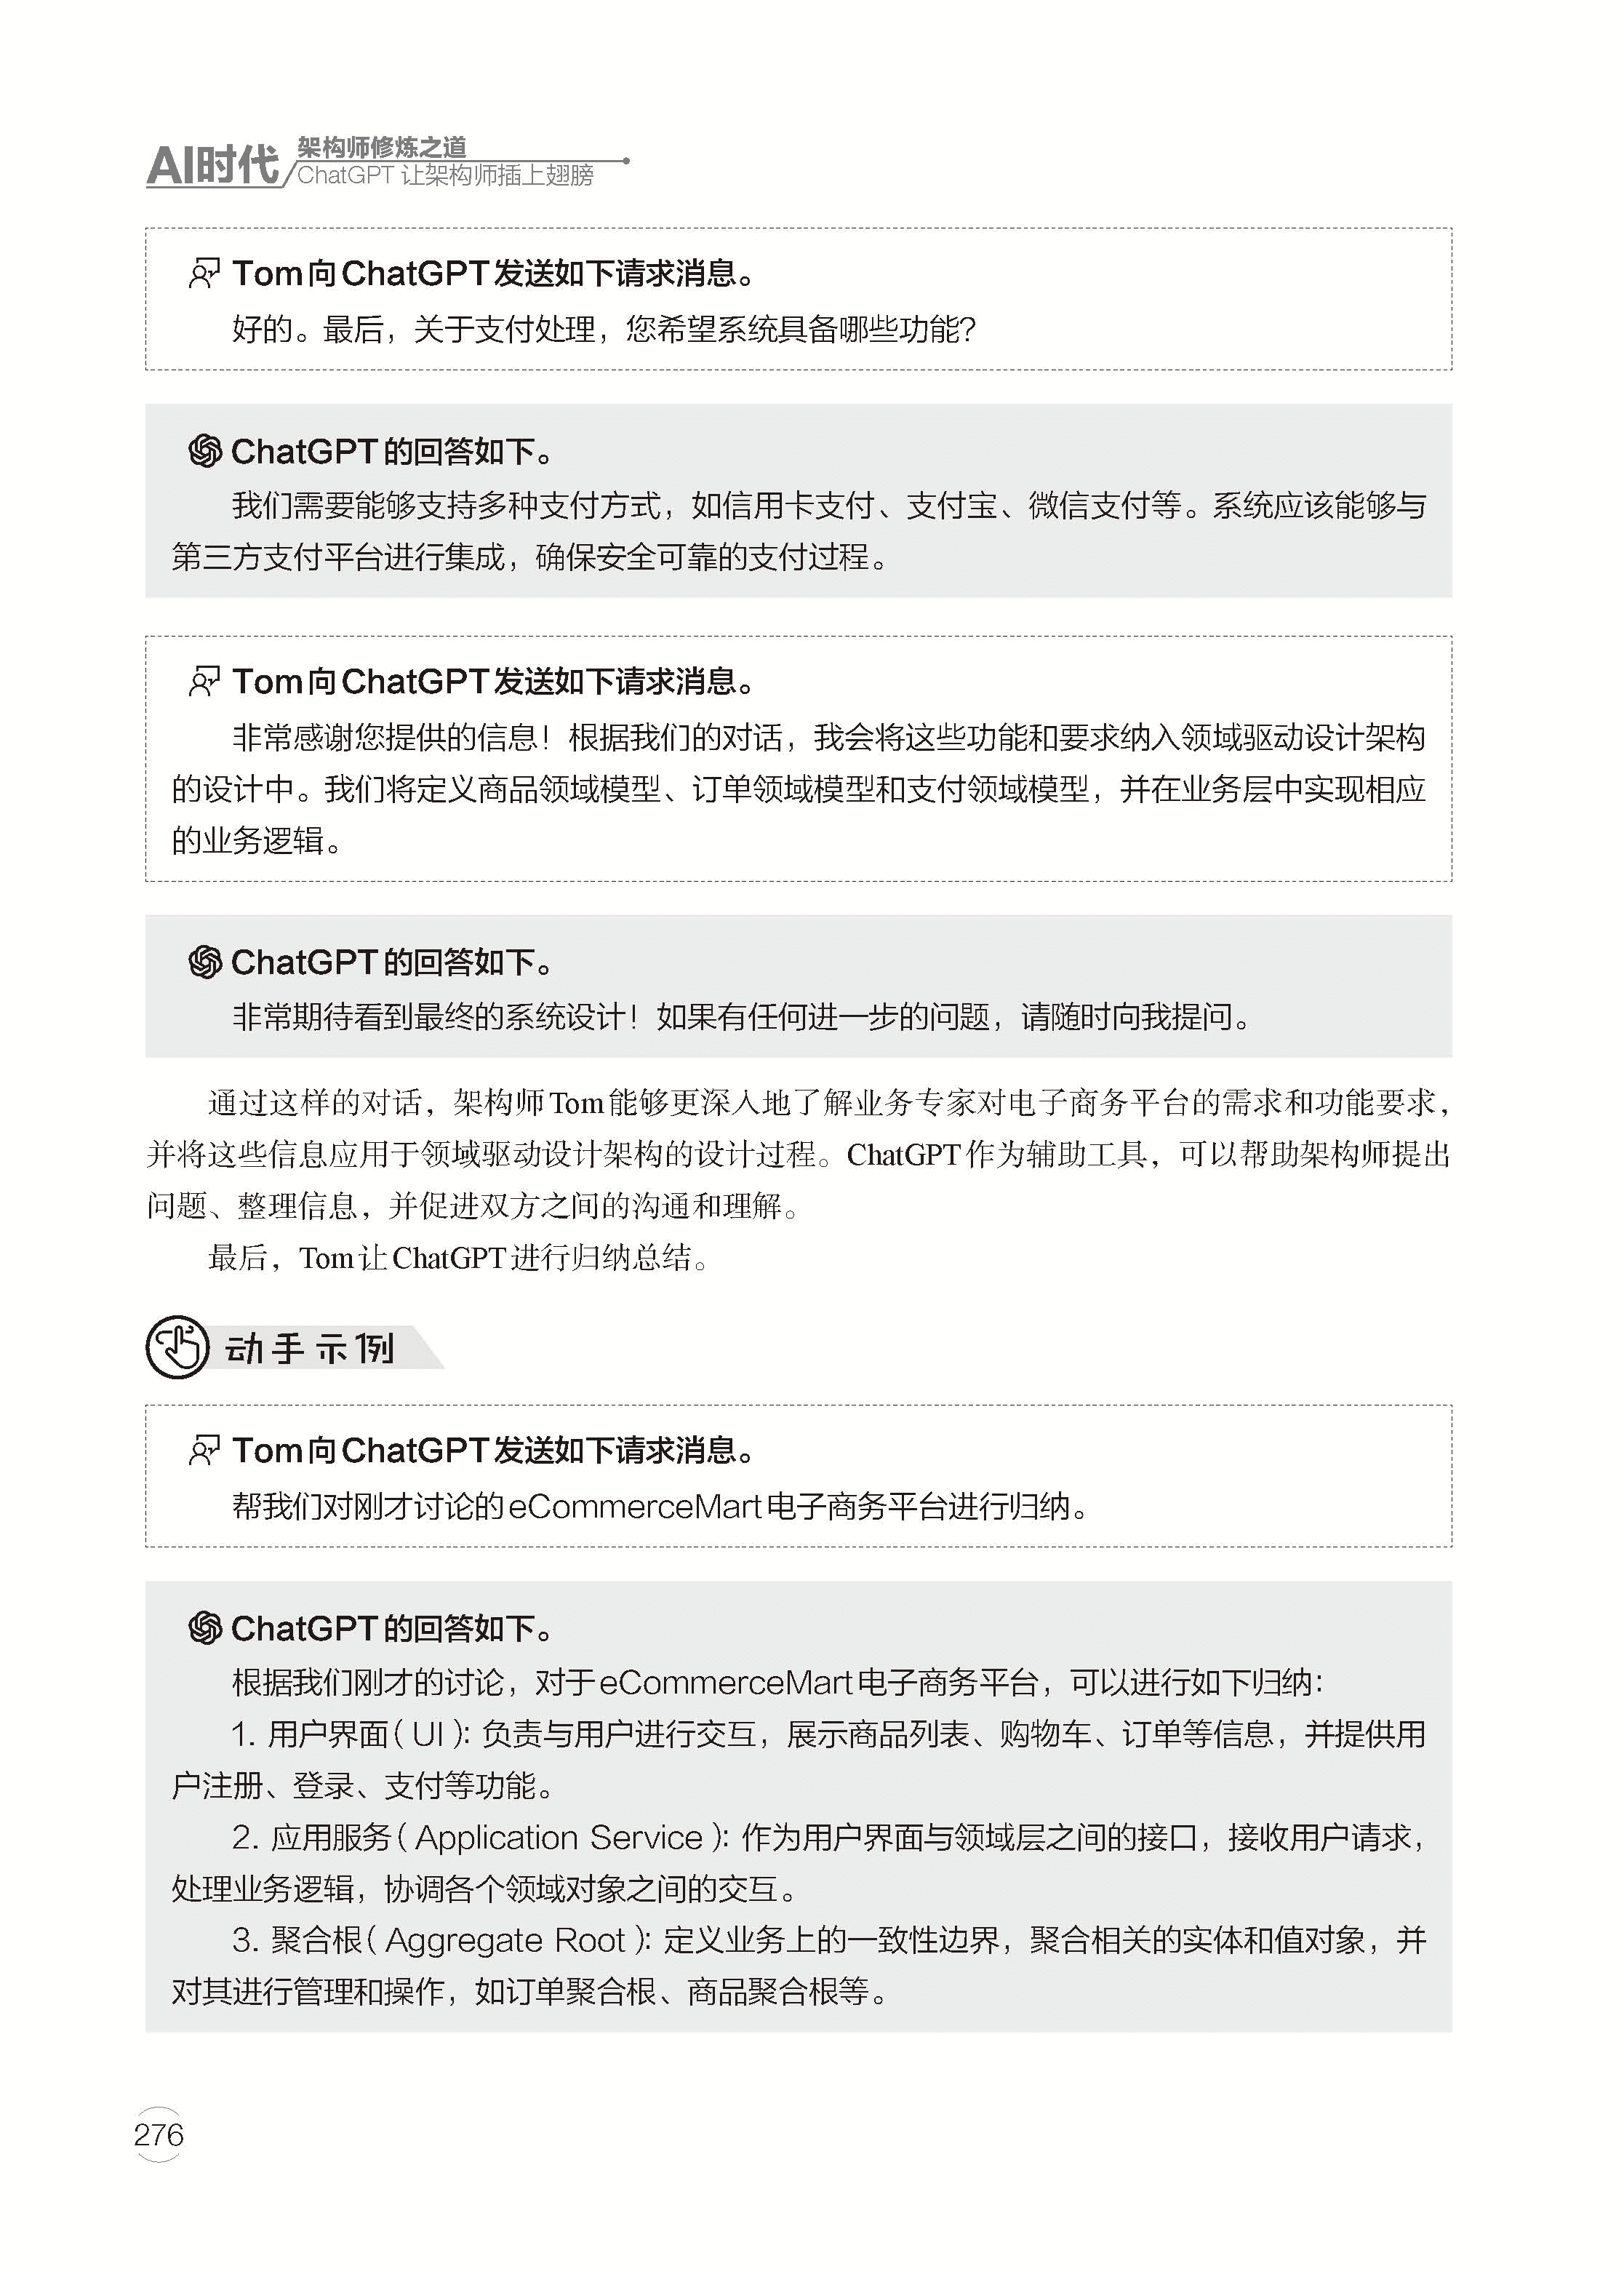 AI时代
架构师修炼之道
ChatGPT 让架构师插上翅膀
Tom向ChatGPT发送如下请求消息。
好的。最后，关于支付处理，您希望系统具备哪些功能？
ChatGPT的回答如下。
我们需要能够支持多种支付方式，如信用卡支付、支付宝、微信支付等。系统应该能够与
第三方支付平台进行集成，确保安全可靠的支付过程。
Tom向ChatGPT发送如下请求消息。
非常感谢您提供的信息！根据我们的对话，我会将这些功能和要求纳入领域驱动设计架构
的设计中。我们将定义商品领域模型、订单领域模型和支付领域模型，并在业务层中实现相应
的业务逻辑。
ChatGPT的回答如下。
非常期待看到最终的系统设计！如果有任何进一步的问题，请随时向我提问。
通过这样的对话，架构师Tom能够更深入地了解业务专家对电子商务平台的需求和功能要求，
并将这些信息应用于领域驱动设计架构的设计过程。ChatGPT作为辅助工具，可以帮助架构师提出
问题、整理信息，并促进双方之间的沟通和理解。
最后，Tom让ChatGPT进行归纳总结。
动手示例
Tom向ChatGPT发送如下请求消息。
帮我们对刚才讨论的eCommerceMart电子商务平台进行归纳。
ChatGPT的回答如下。
根据我们刚才的讨论，对于eCommerceMart电子商务平台，可以进行如下归纳：
1. 用户界面（UI）：负责与用户进行交互，展示商品列表、购物车、订单等信息，并提供用
户注册、登录、支付等功能。
2. 应用服务（Application Service）：作为用户界面与领域层之间的接口，接收用户请求，
处理业务逻辑，协调各个领域对象之间的交互。
3. 聚合根（Aggregate Root）：定义业务上的一致性边界，聚合相关的实体和值对象，并
对其进行管理和操作，如订单聚合根、商品聚合根等。
276